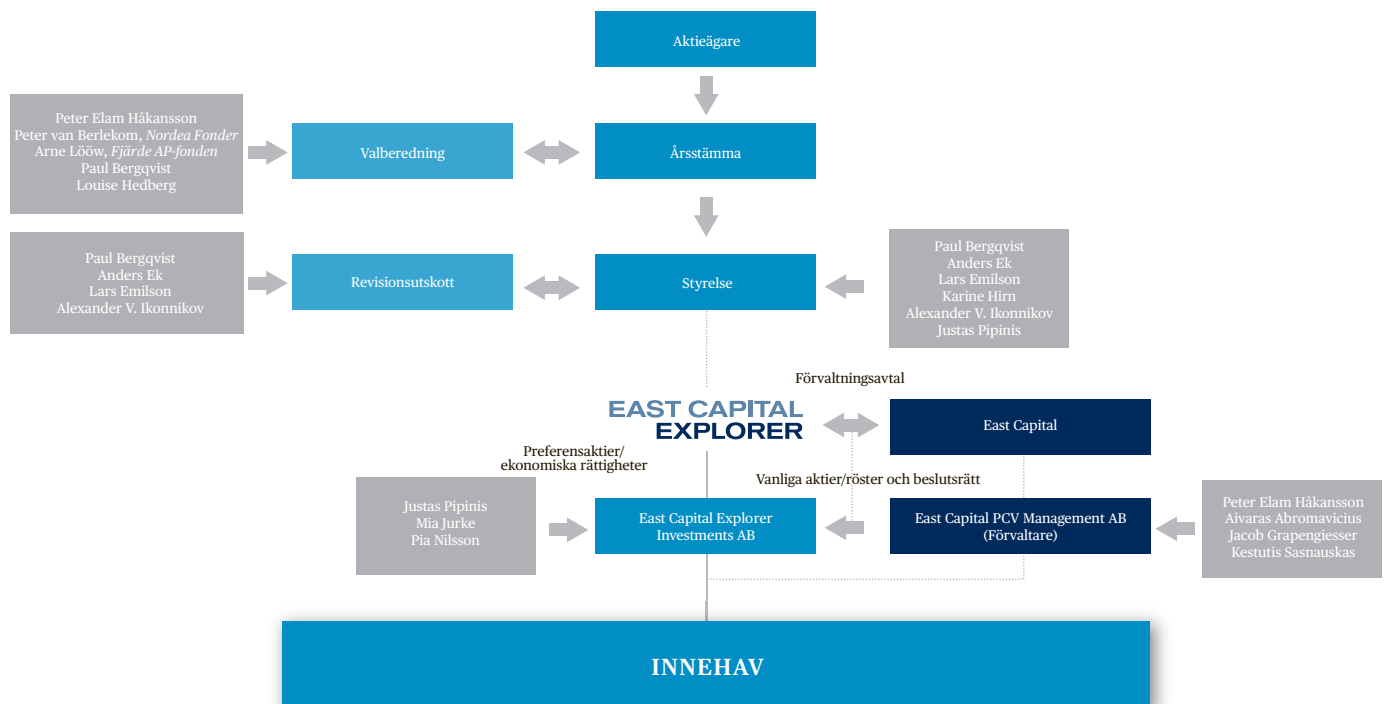 Aktieägare
Peter Elam Håkansson
Peter van Berlekom, Nordea Fonder
Arne Lööw, Fjärde AP-fonden
Paul Bergqvist
Louise Hedberg
Valberedning
Årsstämma
Paul Bergqvist
Anders Ek
Lars Emilson
Alexander V. Ikonnikov
Revisionsutskott
Styrelse
Paul Bergqvist
Anders Ek
Lars Emilson
Karine Hirn
Alexander V. Ikonnikov
Justas Pipinis
Förvaltningsavtal
EAST CAPITAL
EXPLORER
East Capital
Preferensaktier/
ekonomiska rättigheter
Vanliga aktier/röster och beslutsrätt
Justas Pipinis
Mia Jurke
Pia Nilsson
East Capital Explorer
Investments AB
East Capital PCV Management AB
(Förvaltare)
Peter Elam Håkansson
Aivaras Abromavicius
Jacob Grapengiesser
Kestutis Sasnauskas
INNEHAV